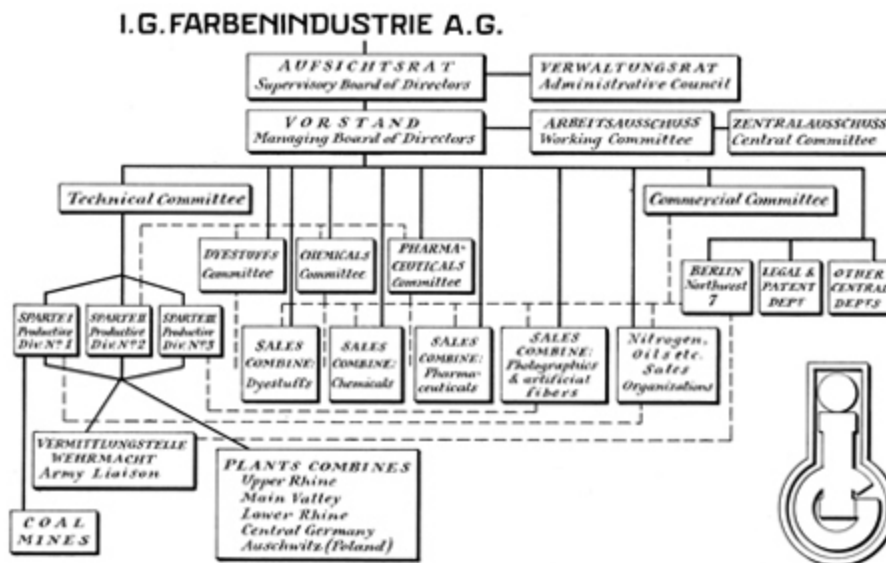 I.G. FARBENINDUSTRIE A.G.
AUFSICHTSRAT
Supervisory Board of Directors
VERWALTUNGSRAT
Administrative Council
VORSTAND
Managing Board of Directors
ARBEITSAUSSCHUSS
Working Committee
ZENTRALAUSSCHUSS
Central Committee
Technical Committee
Commercial Committee
DYESTUFFS
Committee
CHEMICALS
Committee
PHARMA-
CEUTICALS
Committee
BERLIN
Northwest
7
LEGAL &
PATENT
DEPT
OTHER
CENTRAL
DEPTS
SPARTE I
Productive
Div. Nº 1
SPARTE II
Productive
Div. Nº 2
SPARTE III
Productive
Div. Nº 3
SALES
COMBINE:
Dyestuffs
SALES
COMBINE:
Chemicals
SALES
COMBINE:
Pharma-
ceuticals
SALES
COMBINE:
Photographics
& artificial
fibers
Nitrogen,
Oils etc.
Sales
Organizations
VERMITTLUNGSTELLE
WEHRMACHT
Army Liaison
PLANTS COMBINES
Upper Rhine
Main Valley
Lower Rhine
Central Germany
Auschwitz (Poland)
COAL
MINES
IG